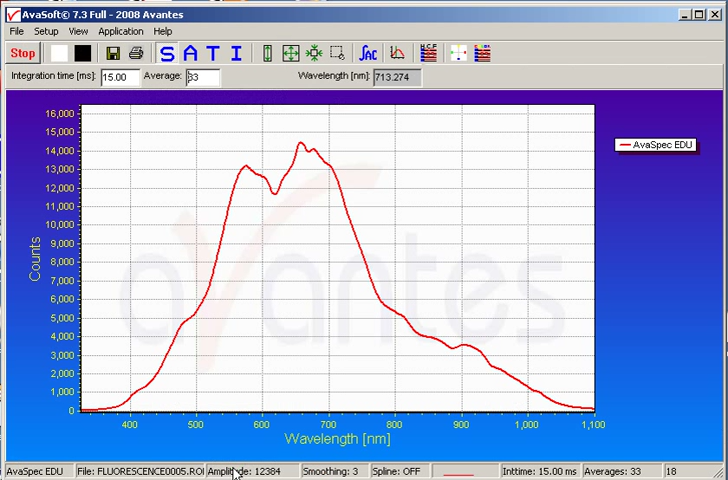 AvaSoft® 7.3 Full - 2008 Avantes
File Setup View Application Help
Stop S A T I
Integration time [ms]: 15.00 Average: 33 Wavelength [nm]: 713.274
AvaSpec EDU
16,000
15,000
14,000
13,000
12,000
11,000
10,000
9,000
8,000
7,000
6,000
5,000
4,000
3,000
2,000
1,000
0
Counts
avantes
400 500 600 700 800 900 1,000 1,100
Wavelength [nm]
AvaSpec EDU File: FLUORESCENCE0005.ROI Amplitude: 12384 Smoothing: 3 Spline: OFF Inttime: 15.00 ms Averages: 33 18